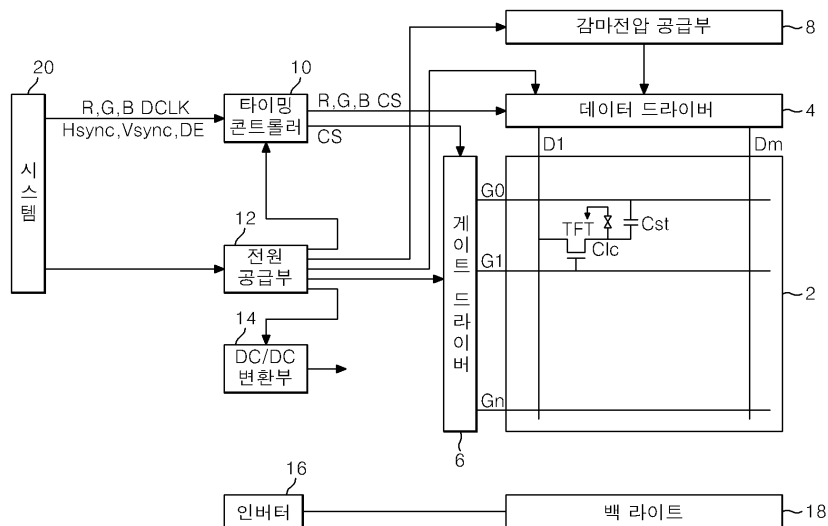 감마전압 공급부
8
20
R,G,B DCLK
Hsync,Vsync,DE
10
타이밍
콘트롤러
R,G,B CS
CS
데이터 드라이버
4
D1
Dm
시스템
G0
TFT
Clc
Cst
게이트 드라이버
12
전원
공급부
G1
2
14
DC/DC
변환부
Gn
6
16
인버터
백 라이트
18